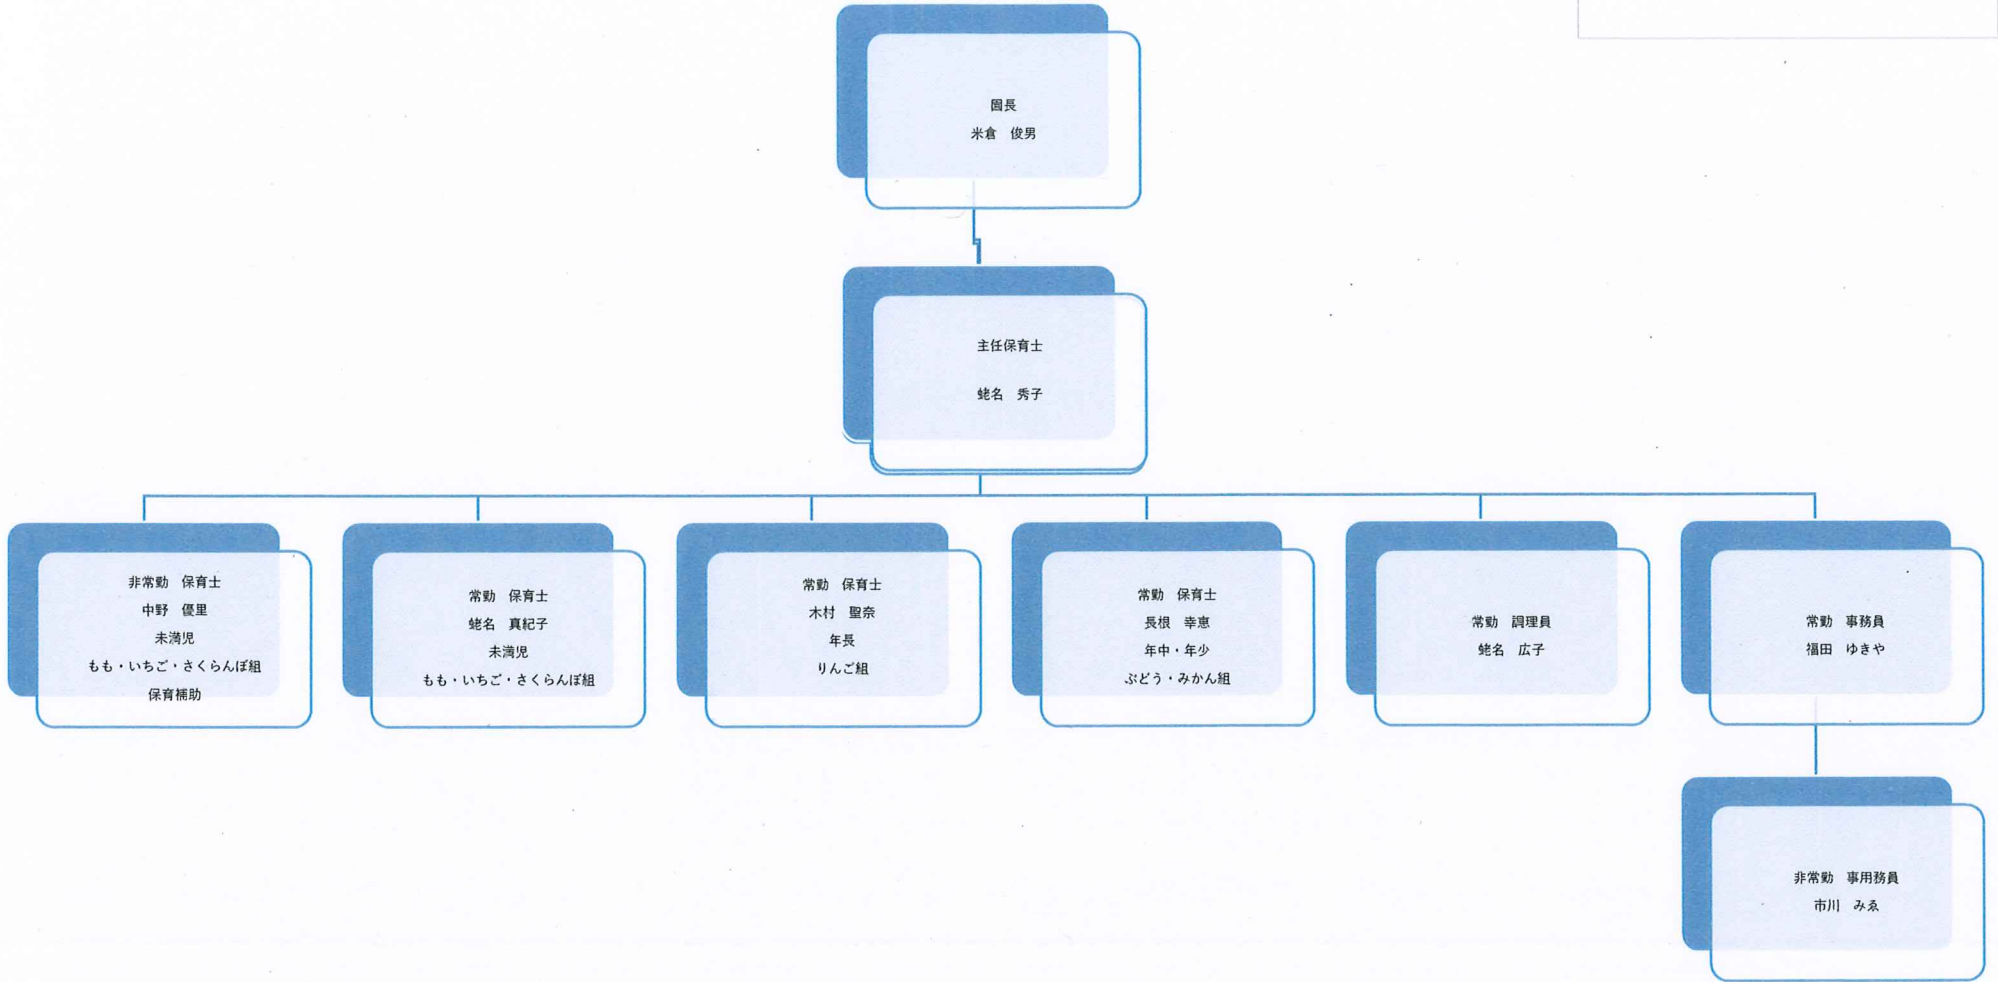 園長
米倉　俊男
主任保育士
蛯名　秀子
非常勤　保育士
中野　優里
未満児
もも・いちご・さくらんぼ組
保育補助
常勤　保育士
蛯名　真紀子
未満児
もも・いちご・さくらんぼ組
常勤　保育士
木村　聖奈
年長
りんご組
常勤　保育士
長根　幸恵
年中・年少
ぶどう・みかん組
常勤　調理員
蛯名　広子
常勤　事務員
福田　ゆきや
非常勤　事用務員
市川　みゑ